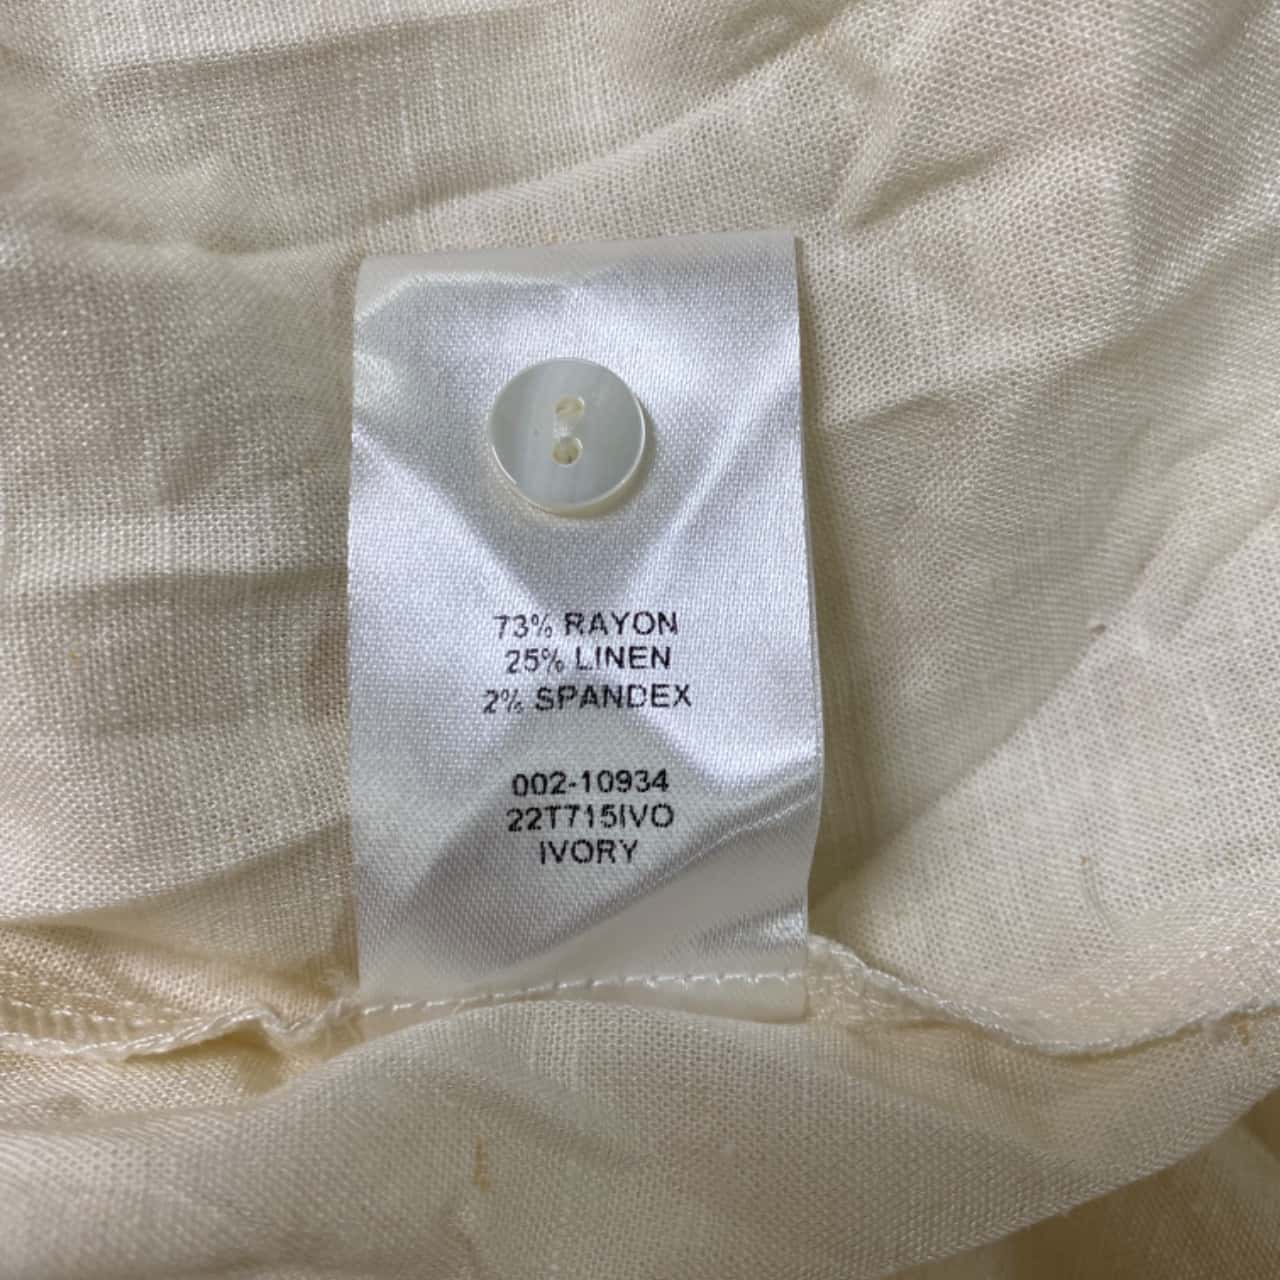 73% RAYON
25% LINEN
2% SPANDEX
002-10934
22T715IVO
IVORY